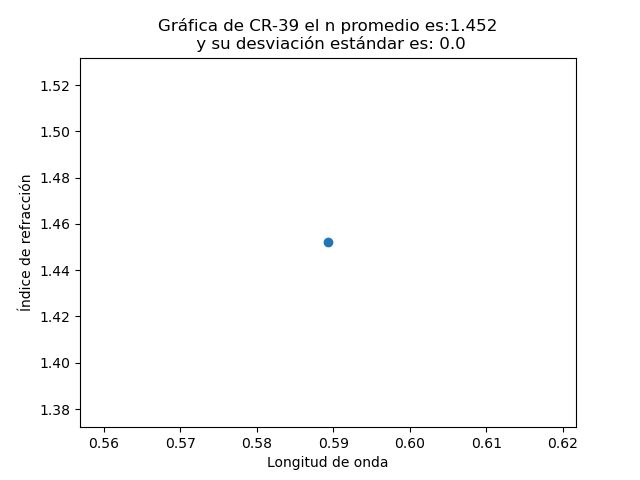 Gráfica de CR-39 el n promedio es:1.452
y su desviación estándar es: 0.0
1.52
1.50
1.48
1.46
1.44
1.42
1.40
1.38
Índice de refracción
0.56 0.57 0.58 0.59 0.60 0.61 0.62
Longitud de onda